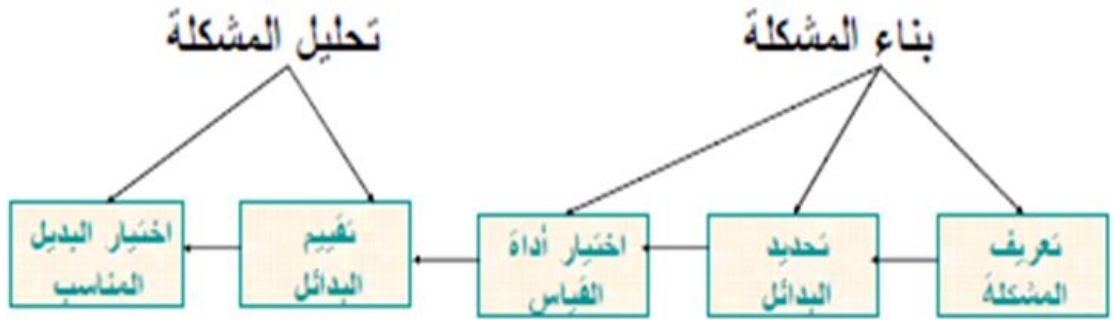 بناء المشكلة
تحليل المشكلة
تعريف
المشكلة
تحديد
البدائل
اختيار أداة
القياس
تقييم
البدائل
اختيار البديل
المناسب